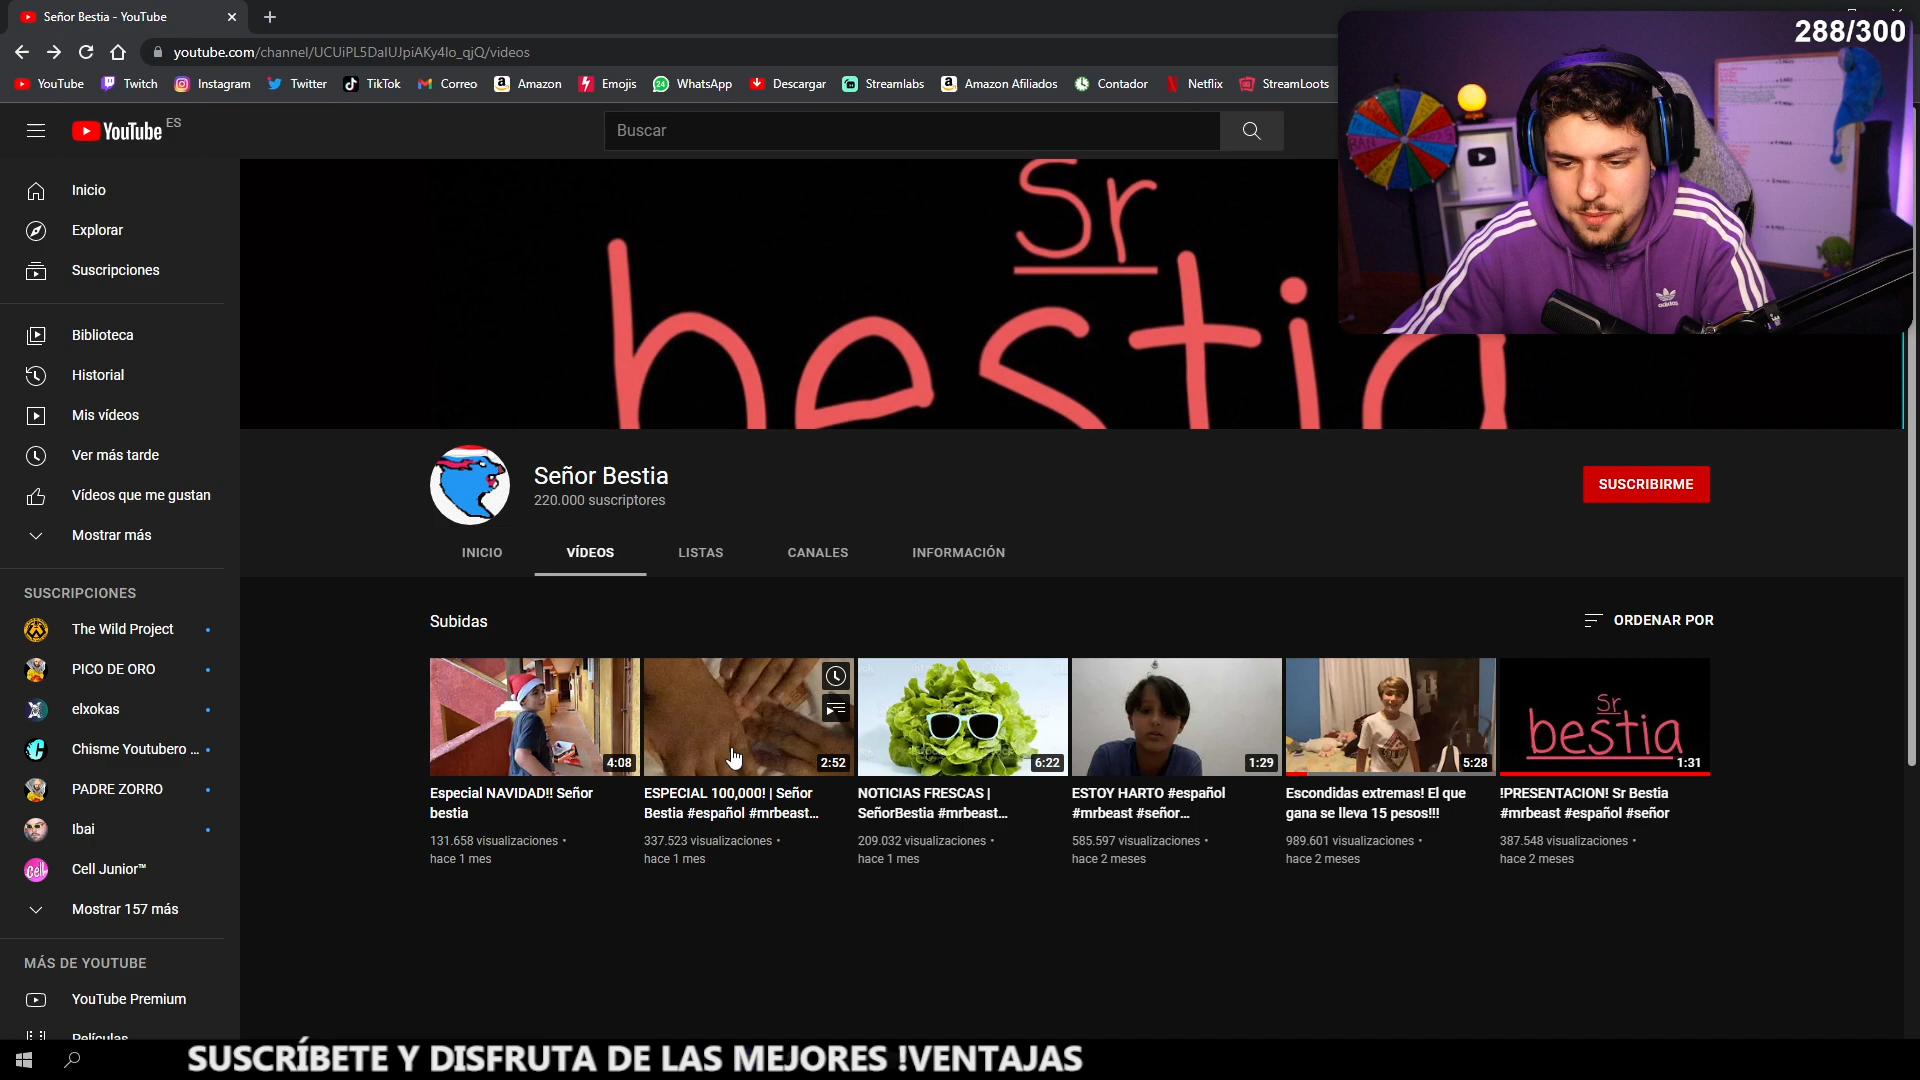 Señor Bestia - YouTube
288/300
youtube.com/channel/UCUiPL5DaIUJpiAKy4lo_qjQ/videos
YouTube
Twitch
Instagram
Twitter
TikTok
Correo
Amazon
Emojis
WhatsApp
Descargar
Streamlabs
Amazon Afiliados
Contador
Netflix
StreamLoots
YouTube ES
Buscar
Inicio
Explorar
Suscripciones
Biblioteca
Historial
Mis vídeos
Ver más tarde
Vídeos que me gustan
Mostrar más
SUSCRIPCIONES
The Wild Project
PICO DE ORO
elxokas
Chisme Youtubero ...
PADRE ZORRO
Ibai
Cell Junior™
Mostrar 157 más
MÁS DE YOUTUBE
YouTube Premium
Películas
Sr
bestia
Señor Bestia
220.000 suscriptores
SUSCRIBIRME
INICIO
VÍDEOS
LISTAS
CANALES
INFORMACIÓN
Subidas
ORDENAR POR
4:08
Especial NAVIDAD!! Señor
bestia
131.658 visualizaciones •
hace 1 mes
2:52
ESPECIAL 100,000! | Señor
Bestia #español #mrbeast...
337.523 visualizaciones •
hace 1 mes
6:22
NOTICIAS FRESCAS |
SeñorBestia #mrbeast...
209.032 visualizaciones •
hace 1 mes
1:29
ESTOY HARTO #español
#mrbeast #señor...
585.597 visualizaciones •
hace 2 meses
5:28
Escondidas extremas! El que
gana se lleva 15 pesos!!!
989.601 visualizaciones •
hace 2 meses
Sr
bestia
1:31
!PRESENTACION! Sr Bestia
#mrbeast #español #señor
387.548 visualizaciones •
hace 2 meses
SUSCRÍBETE Y DISFRUTA DE LAS MEJORES !VENTAJAS